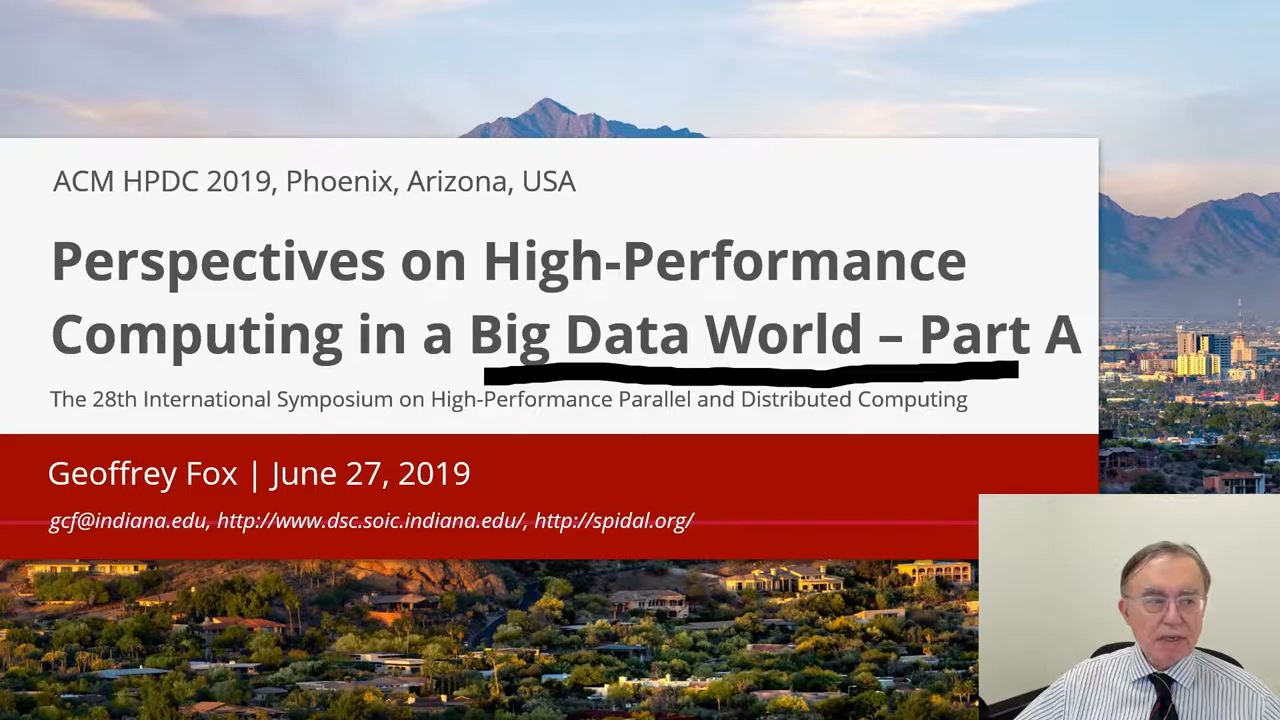 ACM HPDC 2019, Phoenix, Arizona, USA
Perspectives on High-Performance
Computing in a Big Data World – Part A
The 28th International Symposium on High-Performance Parallel and Distributed Computing
Geoffrey Fox | June 27, 2019
gcf@indiana.edu, http://www.dsc.soic.indiana.edu/, http://spidal.org/